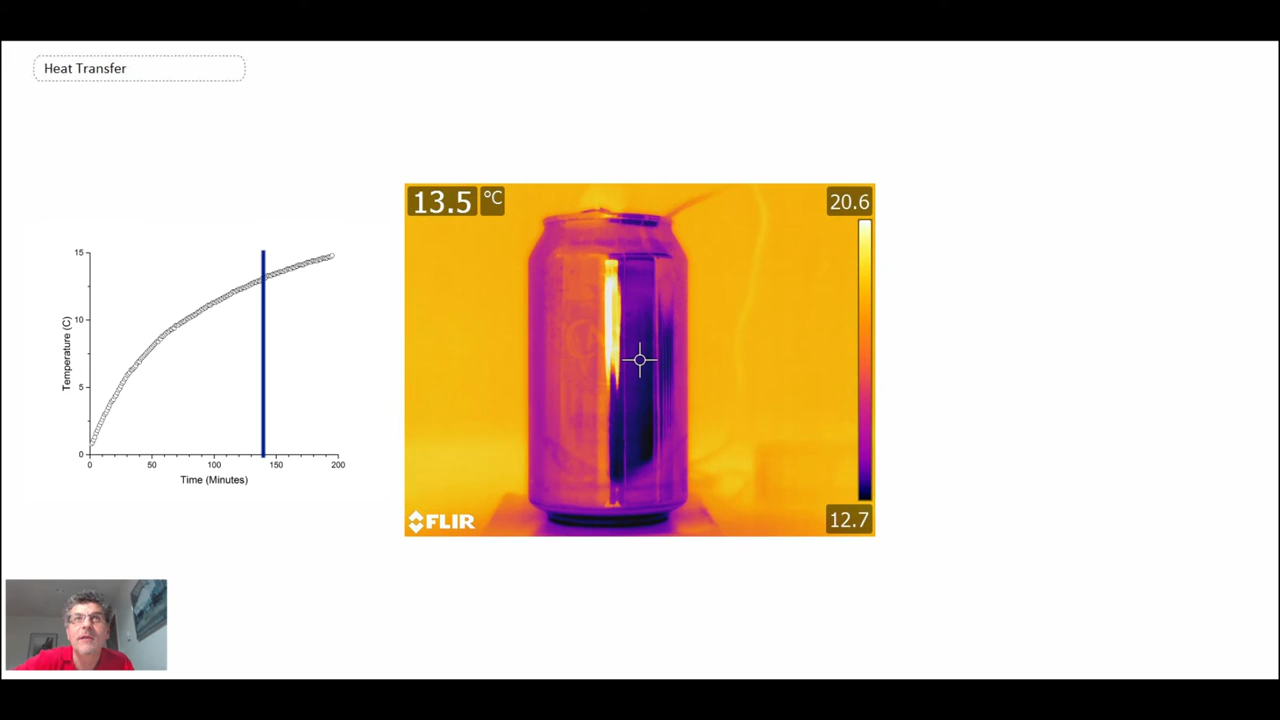 Heat Transfer
13.5 °C
20.6
15
10
5
0
Temperature (C)
0 50 100 150 200
Time (Minutes)
FLIR
12.7